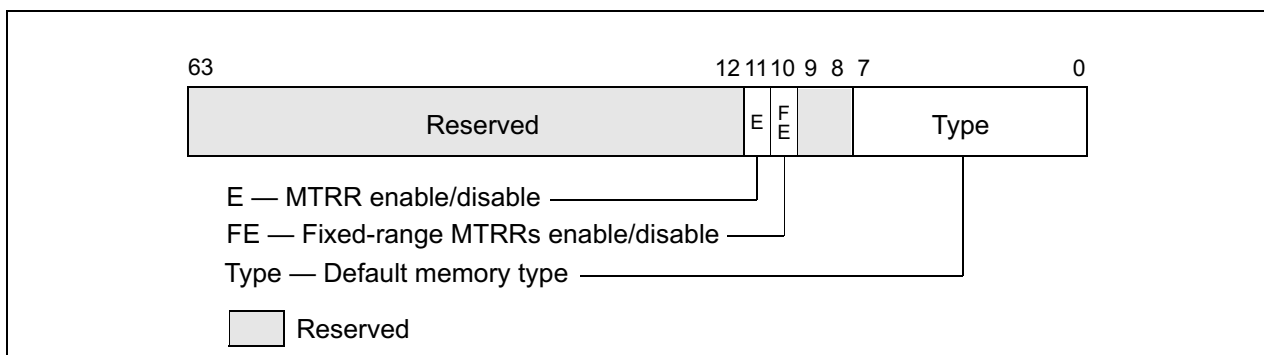 63 12 11 10 9 8 7 0
Reserved E FE Type
E — MTRR enable/disable
FE — Fixed-range MTRRs enable/disable
Type — Default memory type
Reserved